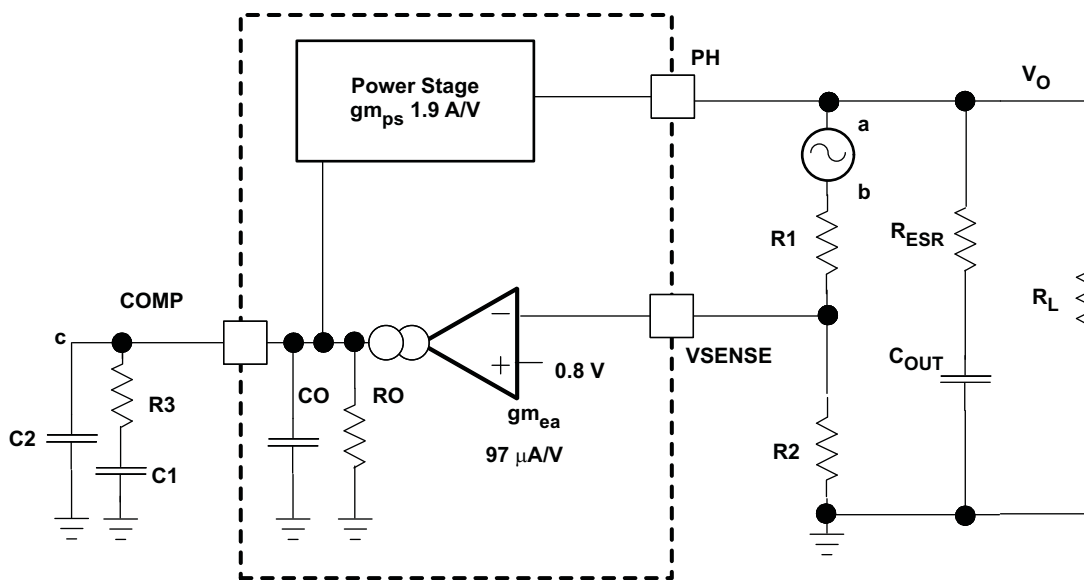 Power Stage
gm_ps 1.9 A/V
PH
V_O
a
b
R1
R_ESR
R_L
COMP
c
VSENSE
−
+
0.8 V
C_OUT
R3
CO
RO
gm_ea
97 μA/V
C2
C1
R2